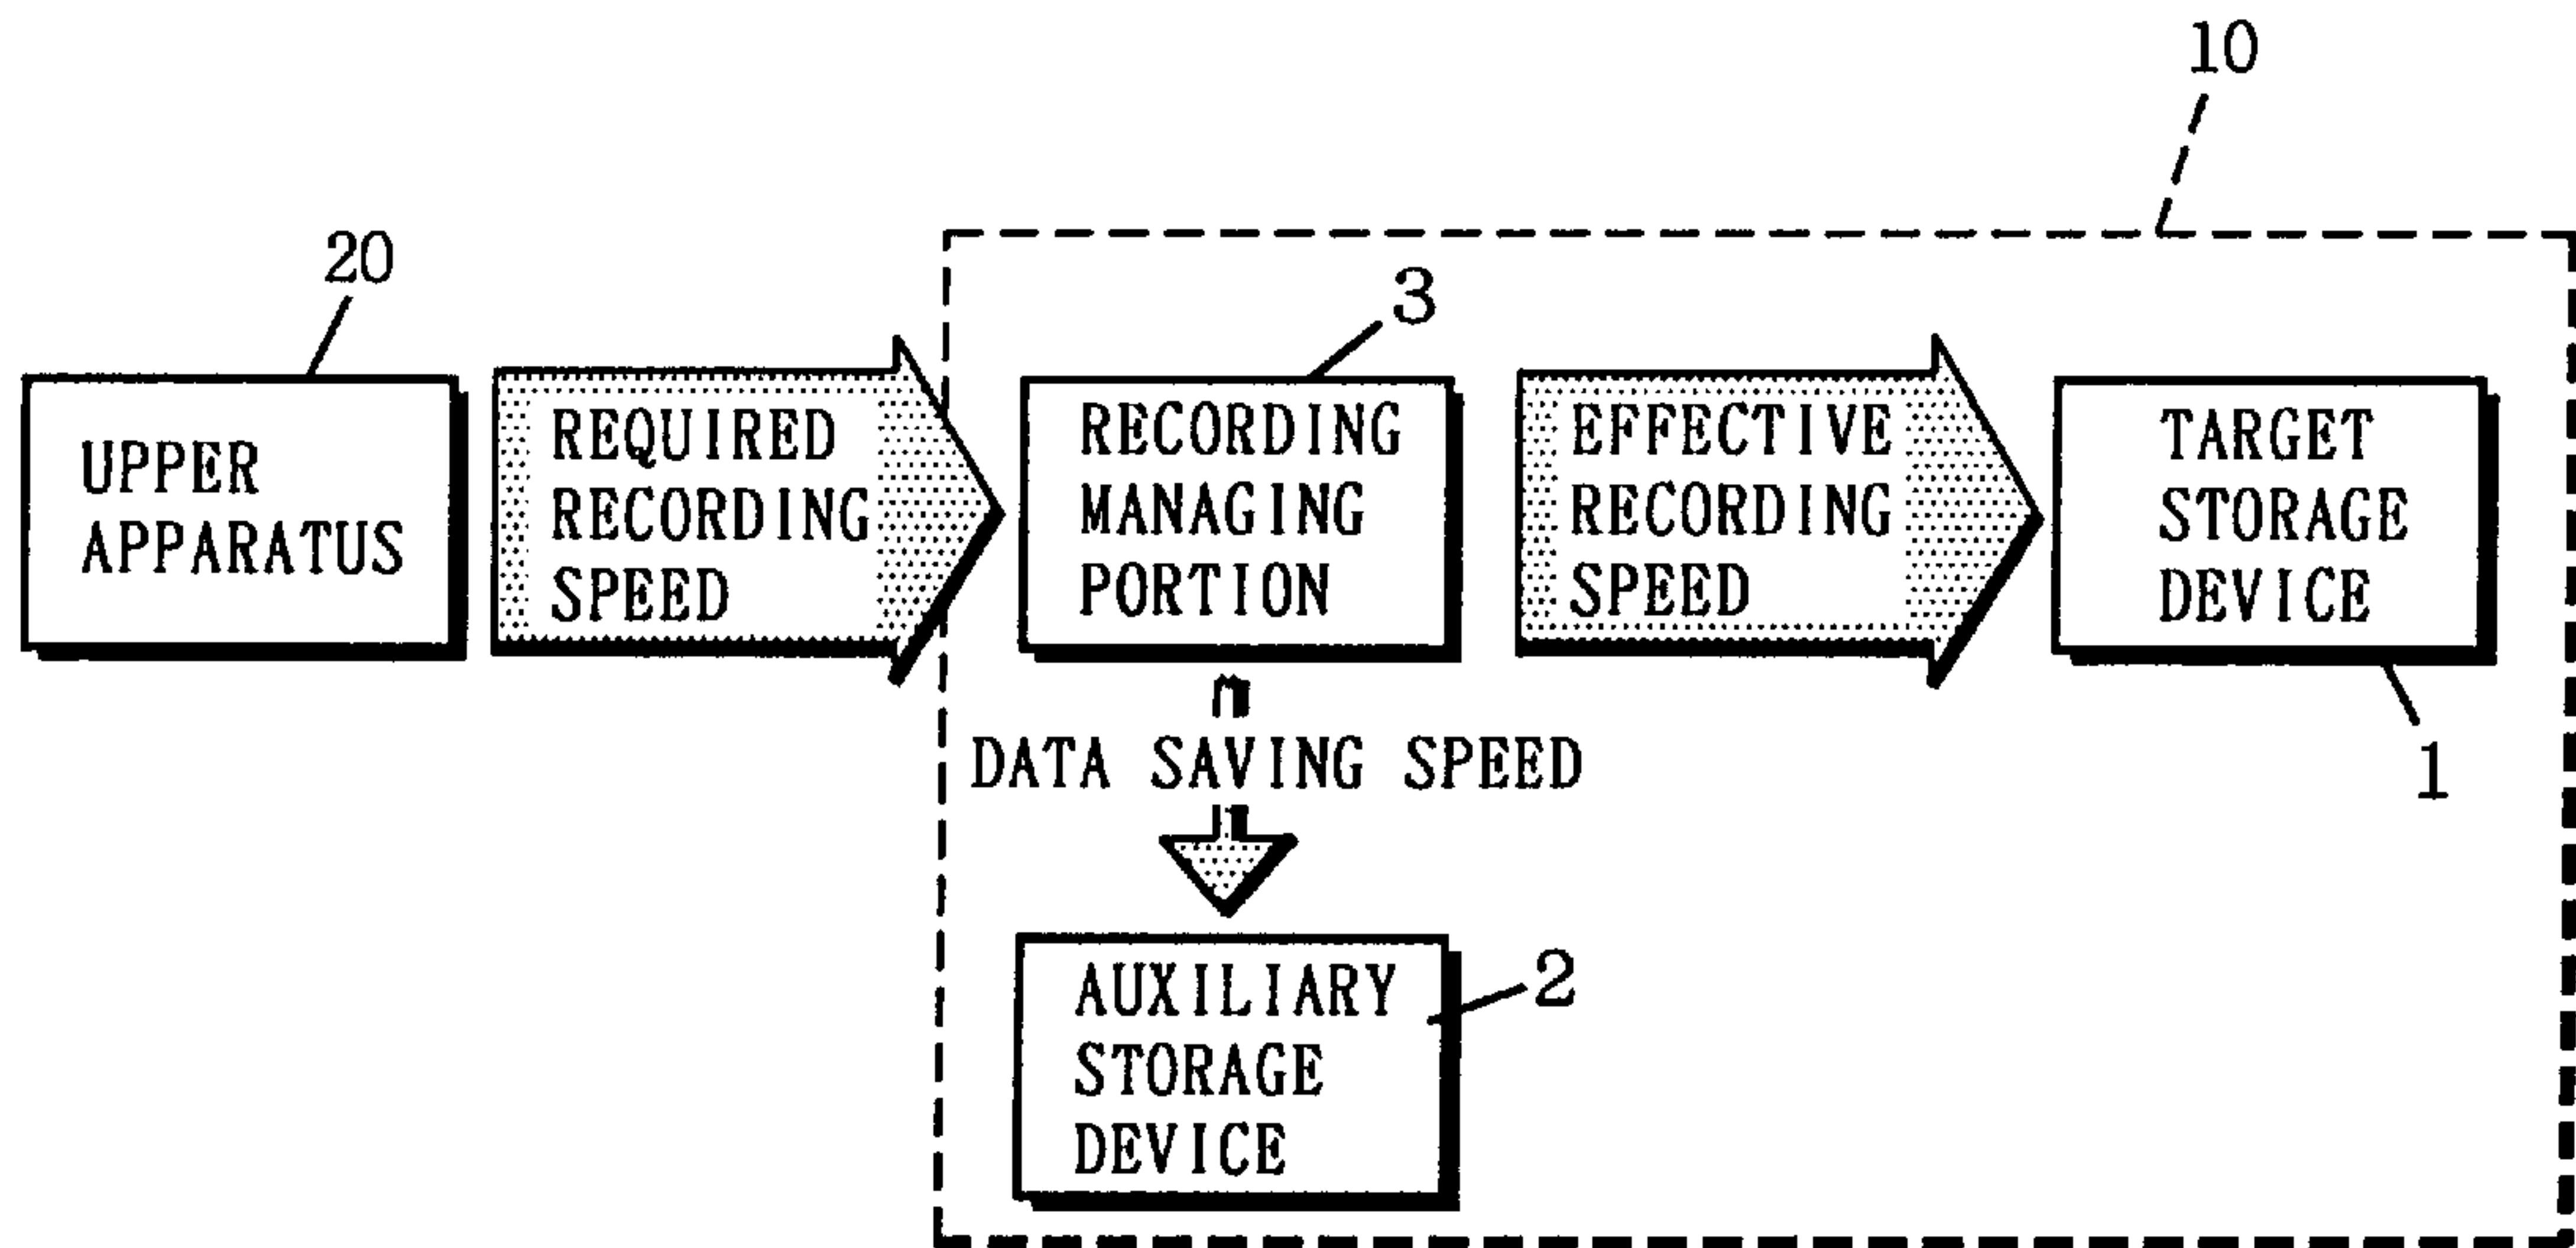 10
20
UPPER
APPARATUS
REQUIRED
RECORDING
SPEED
3
RECORDING
MANAGING
PORTION
EFFECTIVE
RECORDING
SPEED
TARGET
STORAGE
DEVICE
1
DATA SAVING SPEED
AUXILIARY
STORAGE
DEVICE
2